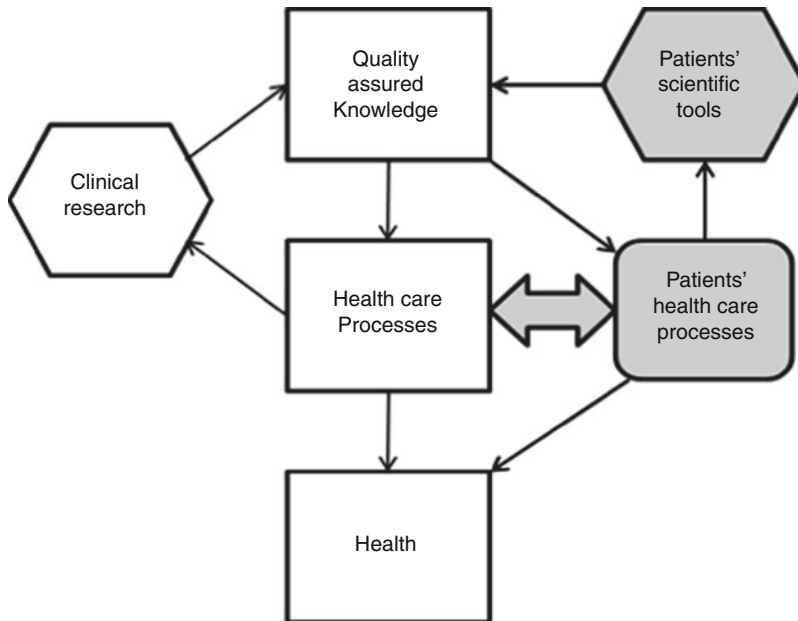 Quality
assured
Knowledge
Patients’
scientific
tools
Clinical
research
Health care
Processes
Patients’
health care
processes
Health